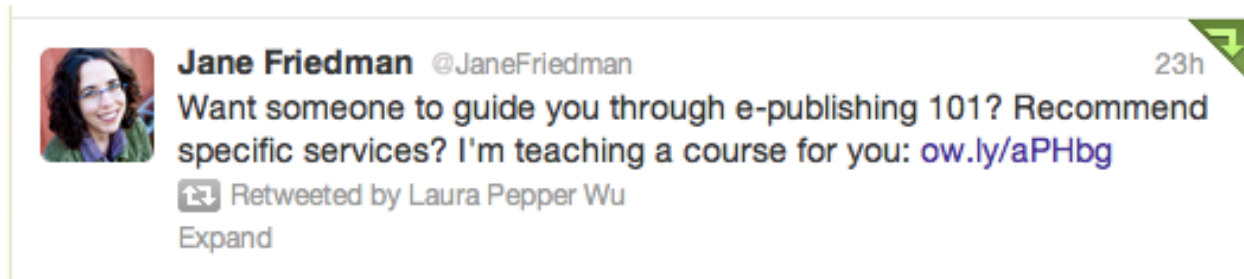 Jane Friedman @JaneFriedman 23h
Want someone to guide you through e-publishing 101? Recommend
specific services? I'm teaching a course for you: ow.ly/aPHbg
Retweeted by Laura Pepper Wu
Expand